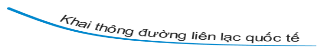 Khai thông đường liên lạc quốc tế